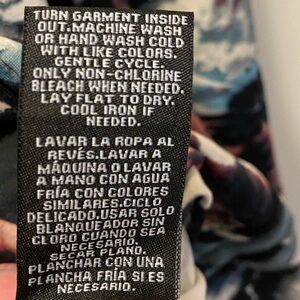 TURN GARMENT INSIDE
OUT.MACHINE WASH
OR HAND WASH COLD
WITH LIKE COLORS.
GENTLE CYCLE.
ONLY NON-CHLORINE
BLEACH WHEN NEEDED.
LAY FLAT TO DRY.
COOL IRON IF
NEEDED.
LAVAR LA ROPA AL
REVÉS.LAVAR A
MÁQUINA O LAVAR
A MANO CON AGUA
FRÍA CON COLORES
SIMILARES.CICLO
DELICADO.USAR SOLO
BLANQUEADOR SIN
CLORO CUANDO SEA
NECESARIO.
SECAR PLANO.
PLANCHAR CON UNA
PLANCHA FRÍA SI ES
NECESARIO.